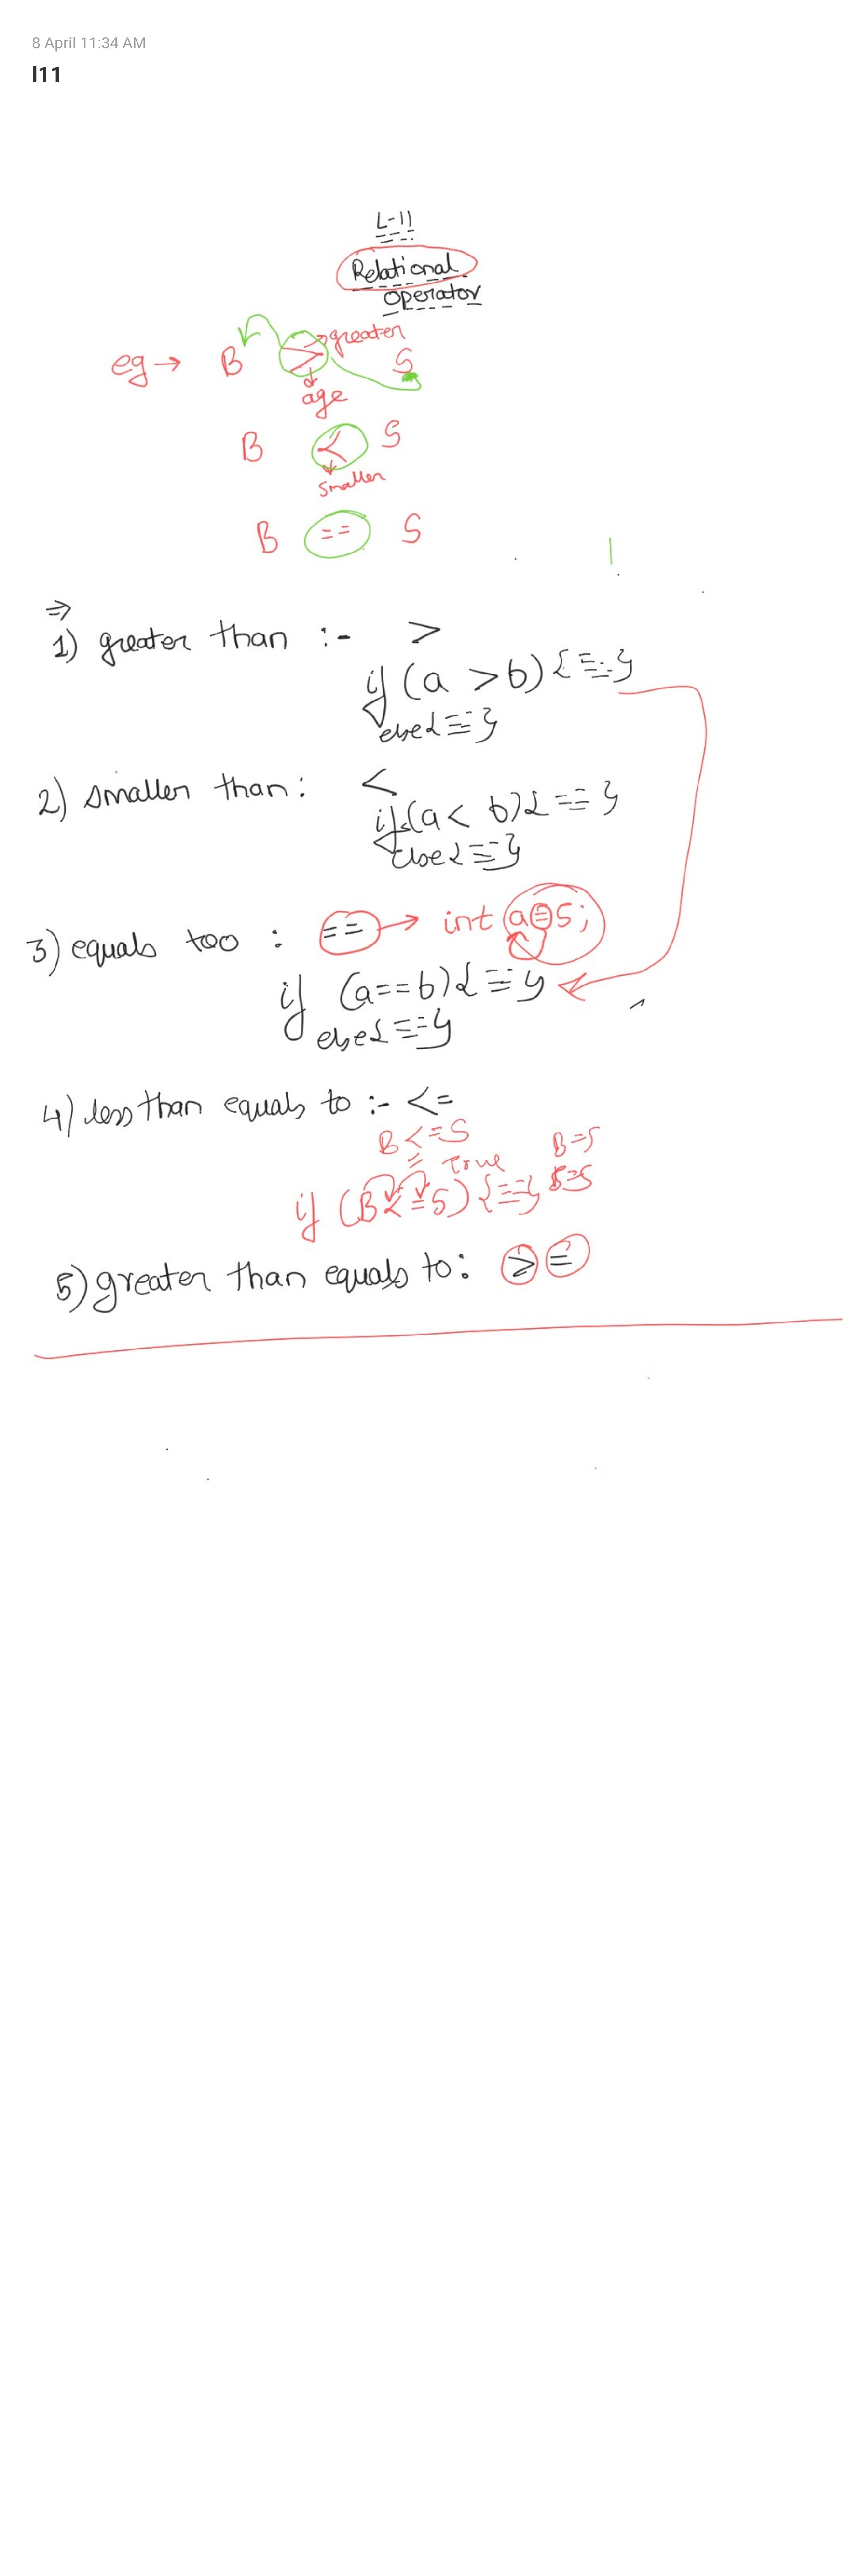 8 April 11:34 AM
l11
L-11
Relational
operator
eg → B > S
greater
age
B < S
smaller
B == S
⇒
1) greater than :- >
if (a > b) { }
else { }
2) smaller than : <
if (a < b) { }
else { }
3) equals too : == → int a=5;
if (a==b) { }
else { }
4) less than equals to :- <=
B <= S
B=5
True
S=5
if (B <= S) { }
5) greater than equals to : >=